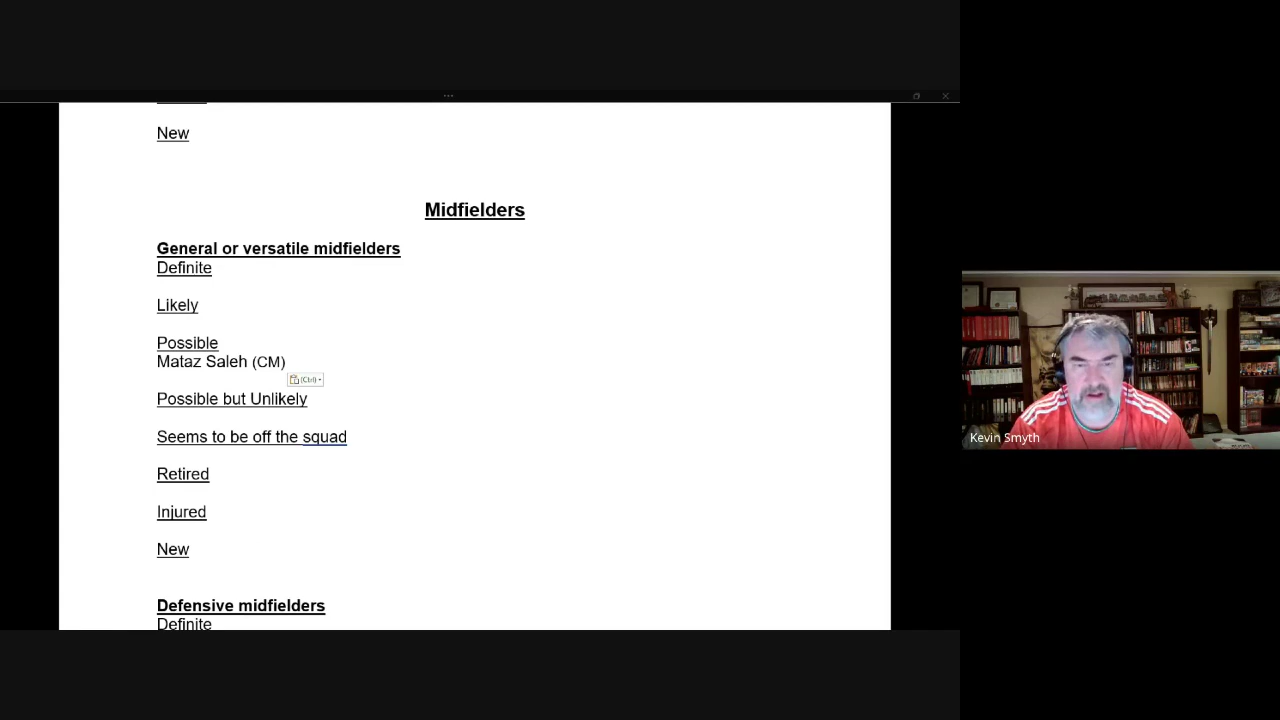 New
Midfielders
General or versatile midfielders
Definite
Likely
Possible
Mataz Saleh (CM)
(Ctrl)
Possible but Unlikely
Seems to be off the squad
Retired
Injured
New
Defensive midfielders
Definite
Kevin Smyth